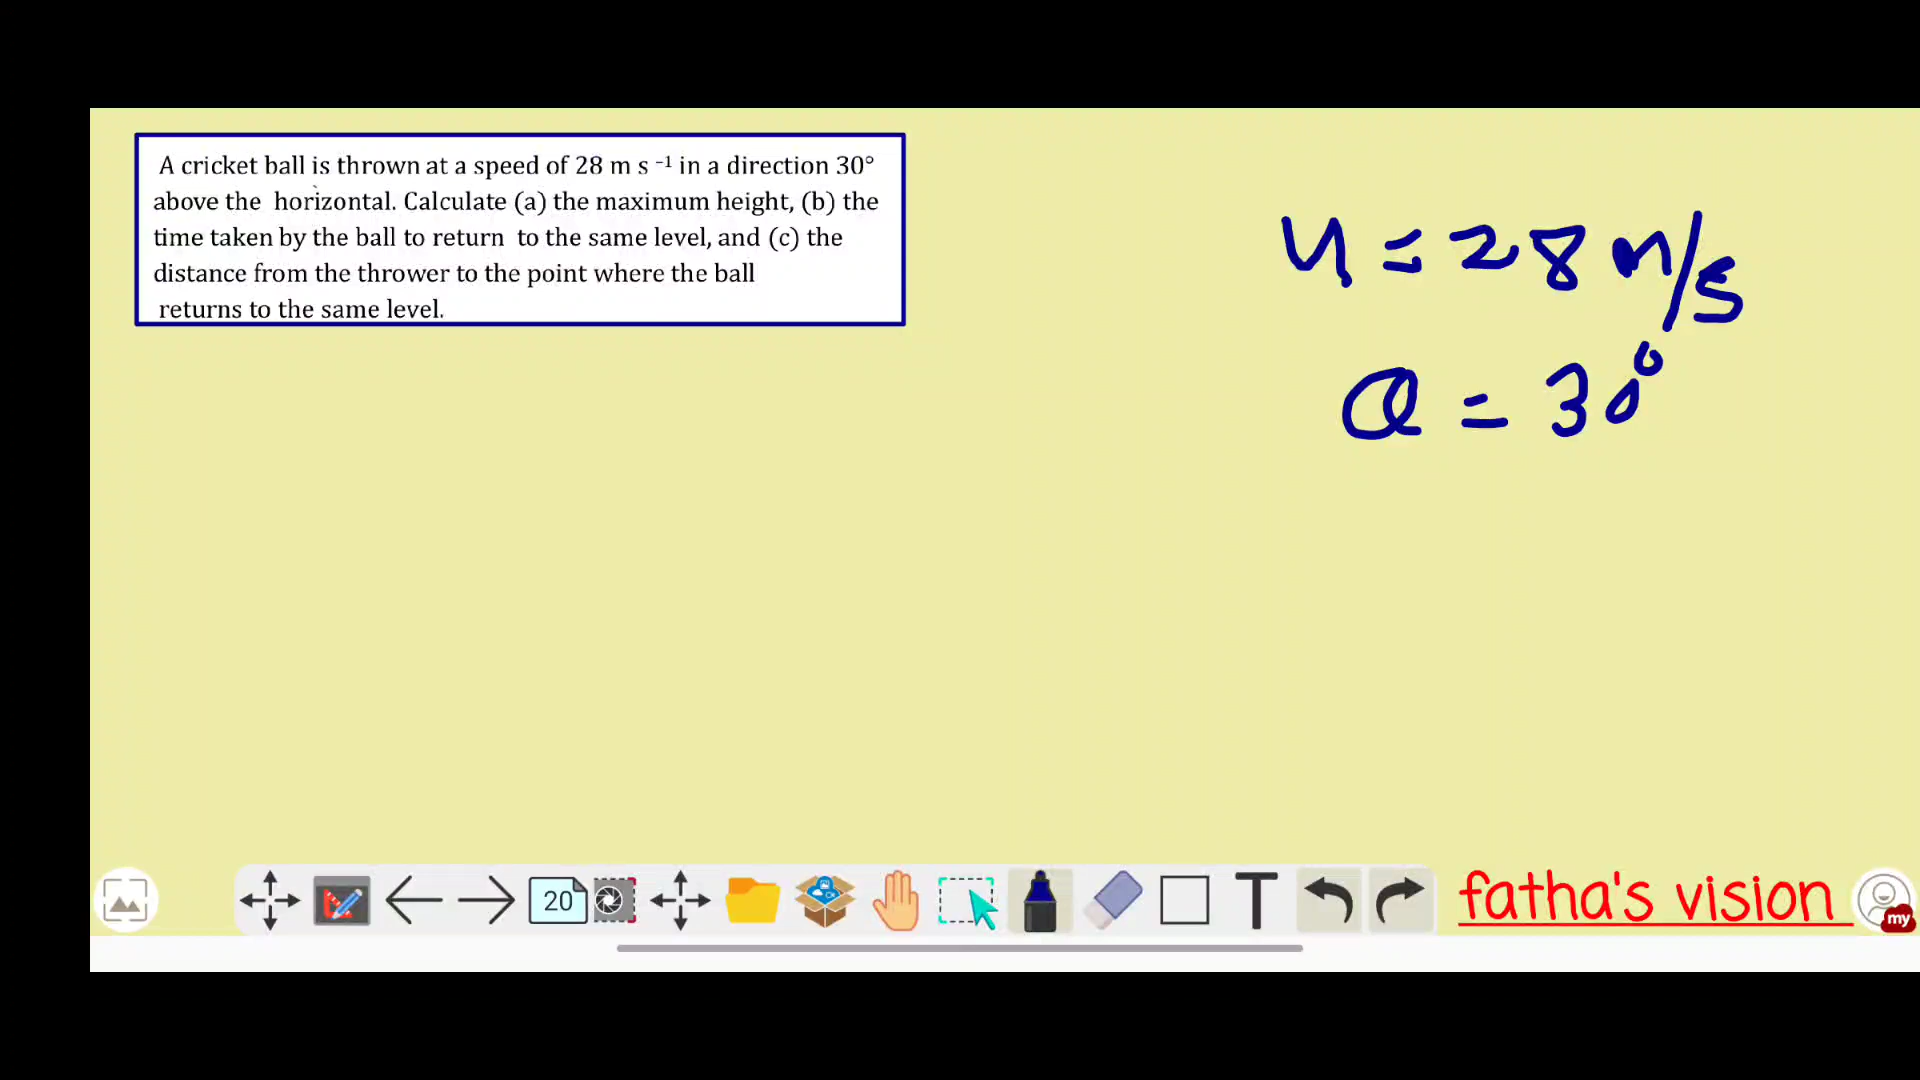 A cricket ball is thrown at a speed of 28 m s ⁻¹ in a direction 30°
above the horizontal. Calculate (a) the maximum height, (b) the
time taken by the ball to return to the same level, and (c) the
distance from the thrower to the point where the ball
returns to the same level.
u = 28 m/s
θ = 30°
20
T
fatha's vision
my